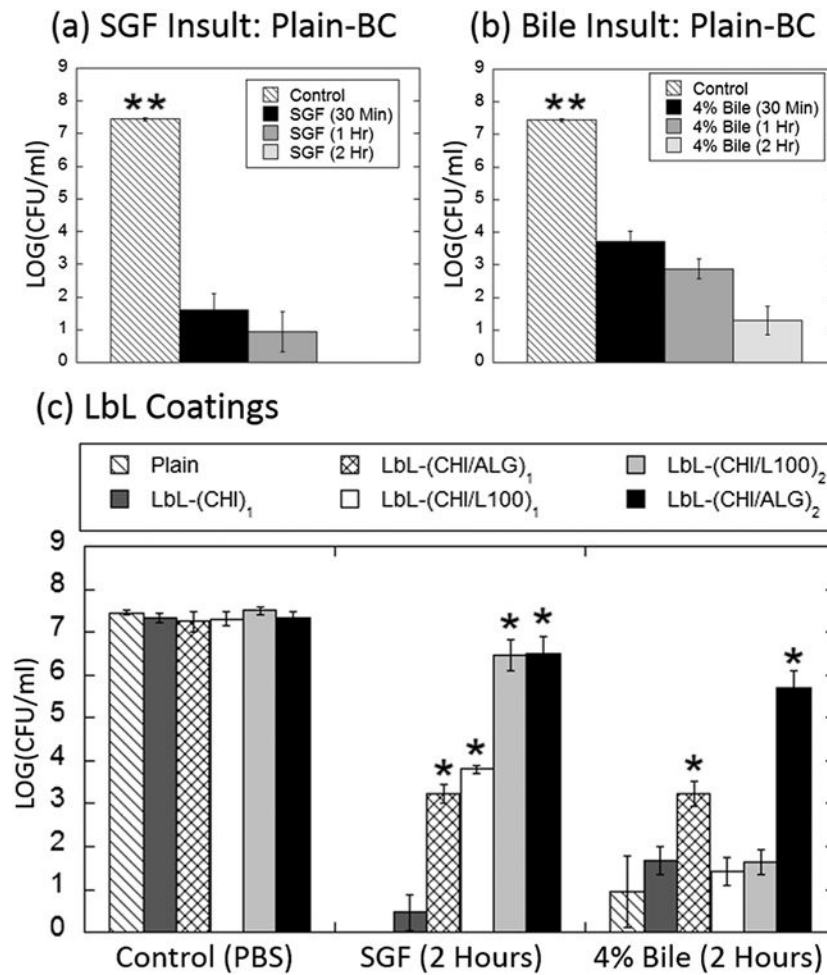 (a) SGF Insult: Plain-BC
LOG(CFU/ml)
9
8
7
6
5
4
3
2
1
0
**
Control
SGF (30 Min)
SGF (1 Hr)
SGF (2 Hr)
(b) Bile Insult: Plain-BC
LOG(CFU/ml)
9
8
7
6
5
4
3
2
1
0
**
Control
4% Bile (30 Min)
4% Bile (1 Hr)
4% Bile (2 Hr)
(c) LbL Coatings
Plain
LbL-(CHI/ALG)₁
LbL-(CHI/L100)₂
LbL-(CHI)₁
LbL-(CHI/L100)₁
LbL-(CHI/ALG)₂
LOG(CFU/ml)
9
8
7
6
5
4
3
2
1
0
* * * *
* *
Control (PBS)
SGF (2 Hours)
4% Bile (2 Hours)